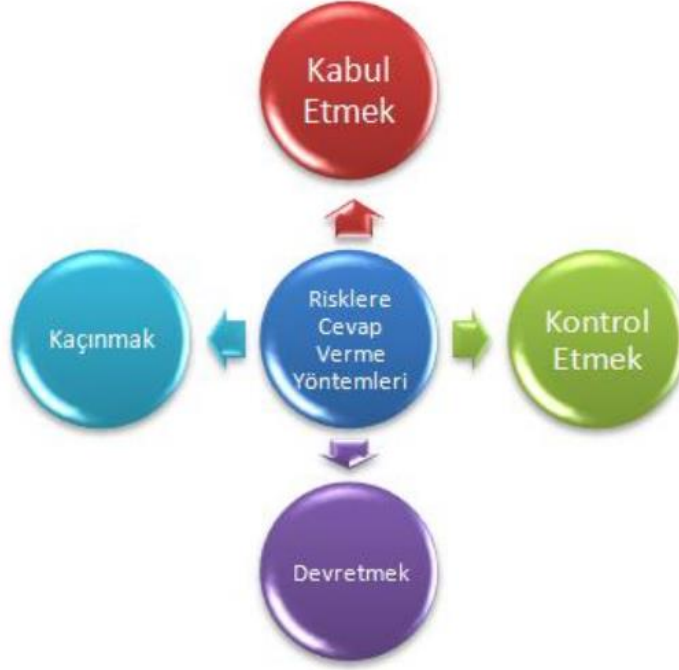 Kabul
Etmek
Kaçınmak
Risklere
Cevap
Verme
Yöntemleri
Kontrol
Etmek
Devretmek